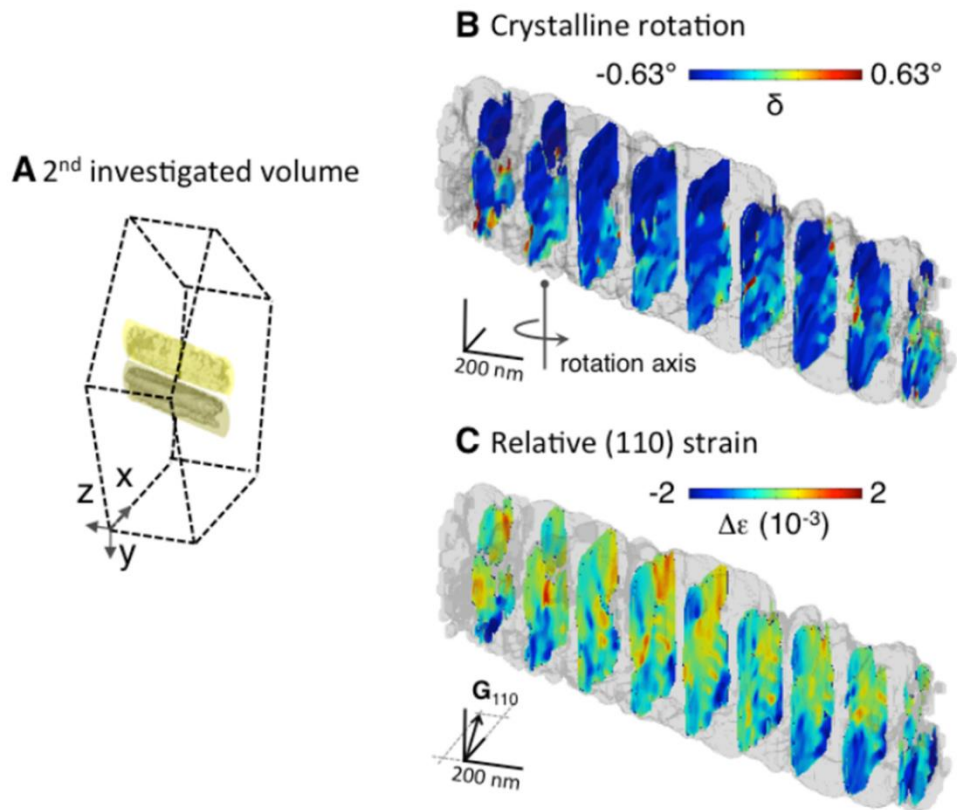 B Crystalline rotation
-0.63° 0.63°
δ
A 2nd investigated volume
200 nm
rotation axis
C Relative (110) strain
-2 2
Δε (10-3)
x
z
y
G110
200 nm